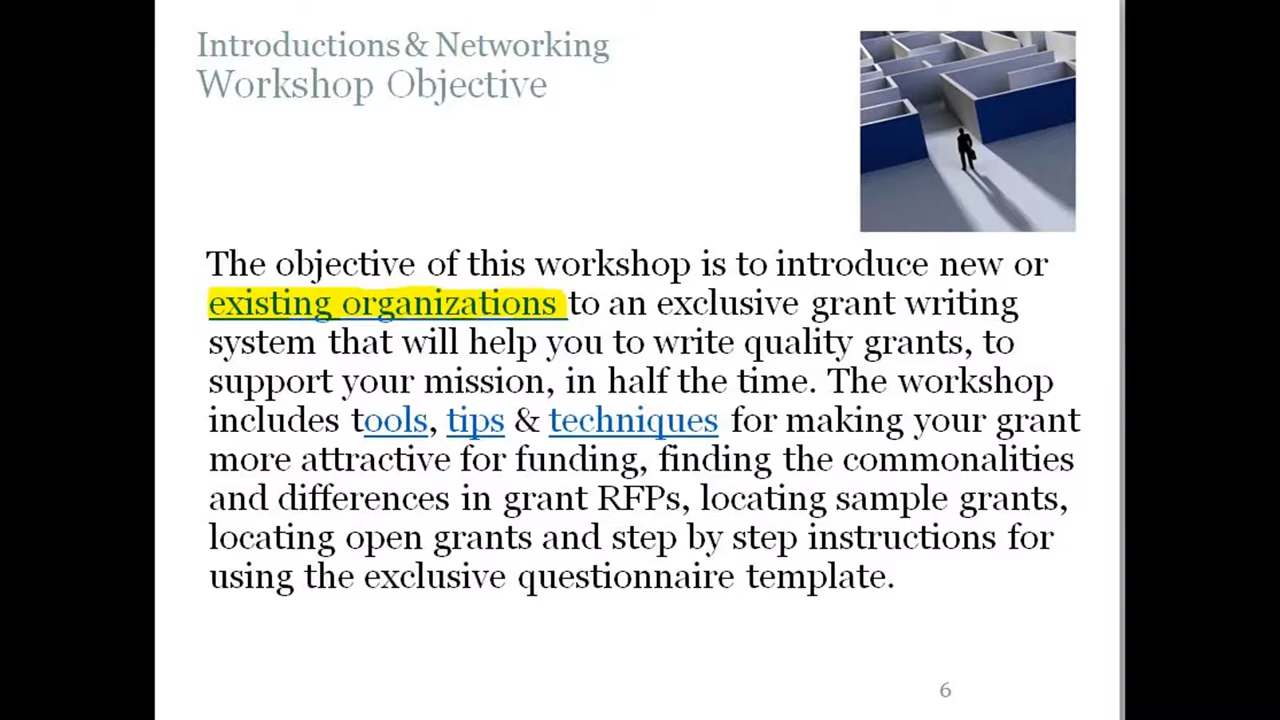 Introductions & Networking
Workshop Objective
The objective of this workshop is to introduce new or
existing organizations to an exclusive grant writing
system that will help you to write quality grants, to
support your mission, in half the time. The workshop
includes tools, tips & techniques for making your grant
more attractive for funding, finding the commonalities
and differences in grant RFPs, locating sample grants,
locating open grants and step by step instructions for
using the exclusive questionnaire template.
6